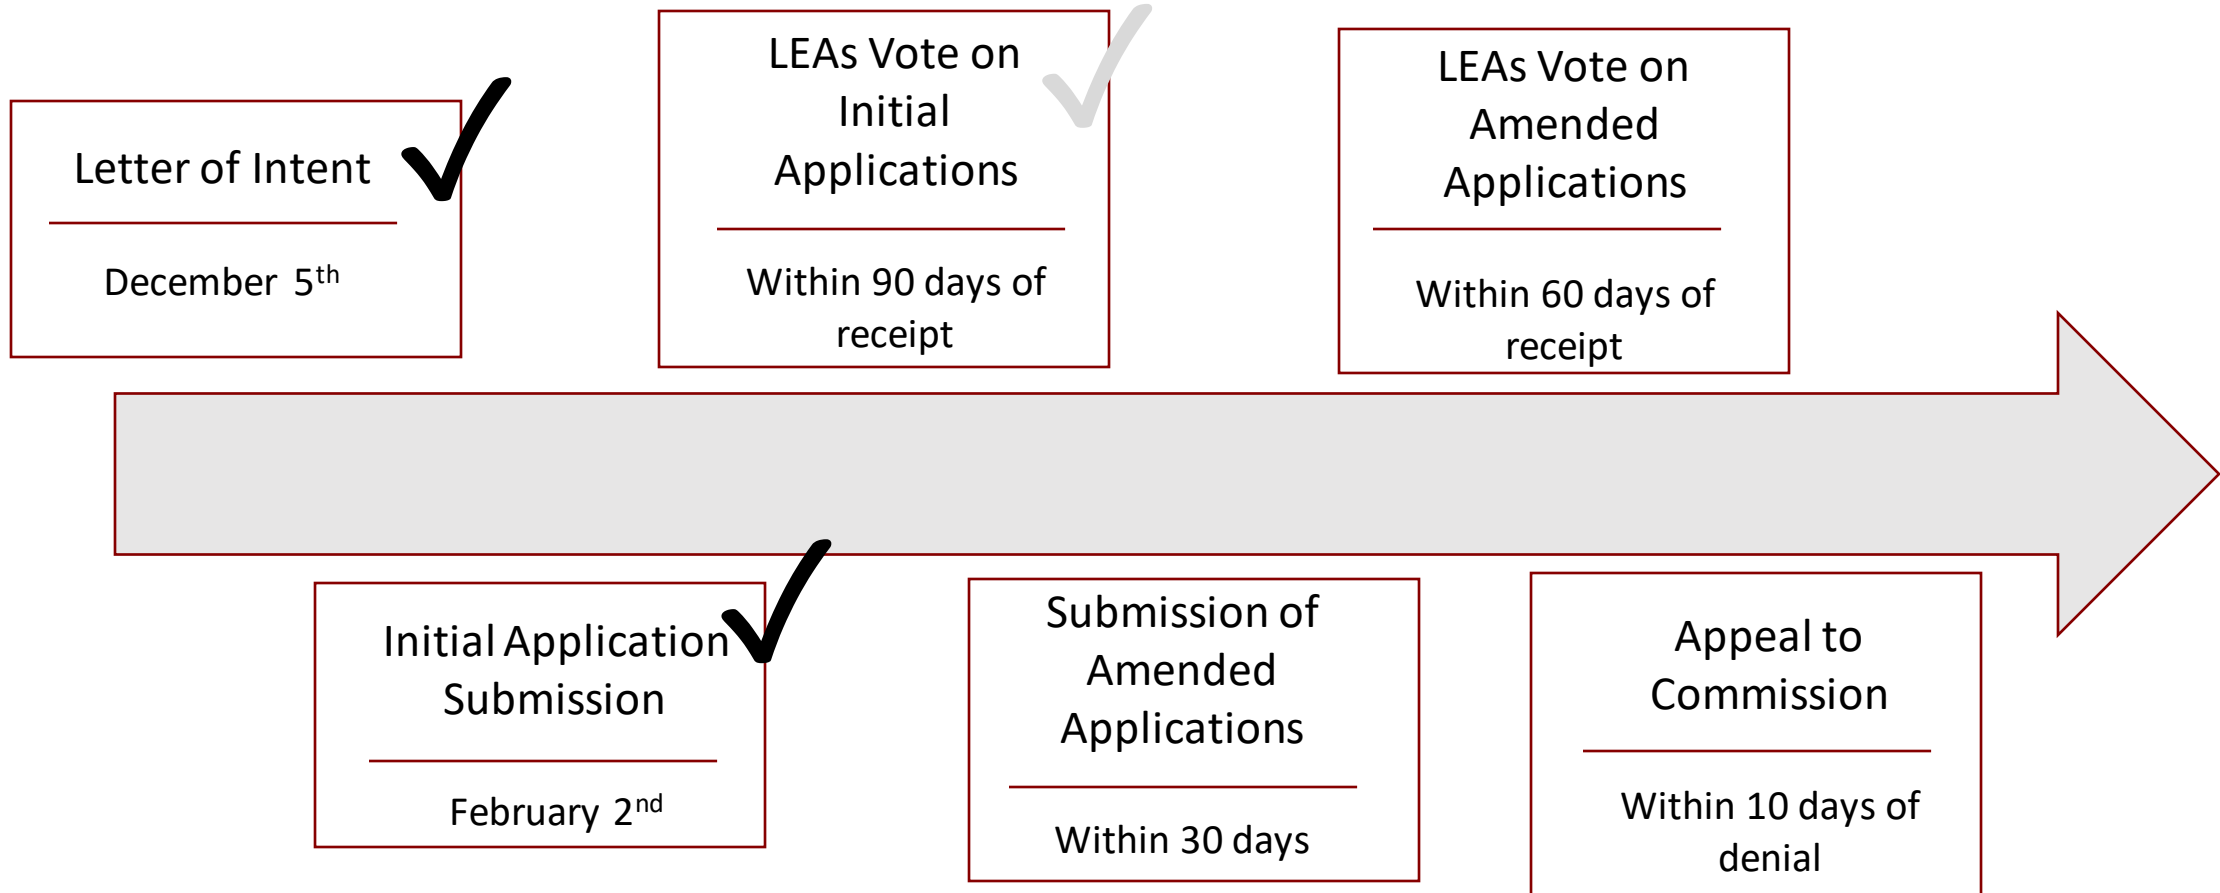 Letter of Intent
December 5th
Initial Application
Submission
February 2nd
LEAs Vote on
Initial
Applications
Within 90 days of
receipt
Submission of
Amended
Applications
Within 30 days
LEAs Vote on
Amended
Applications
Within 60 days of
receipt
Appeal to
Commission
Within 10 days of
denial